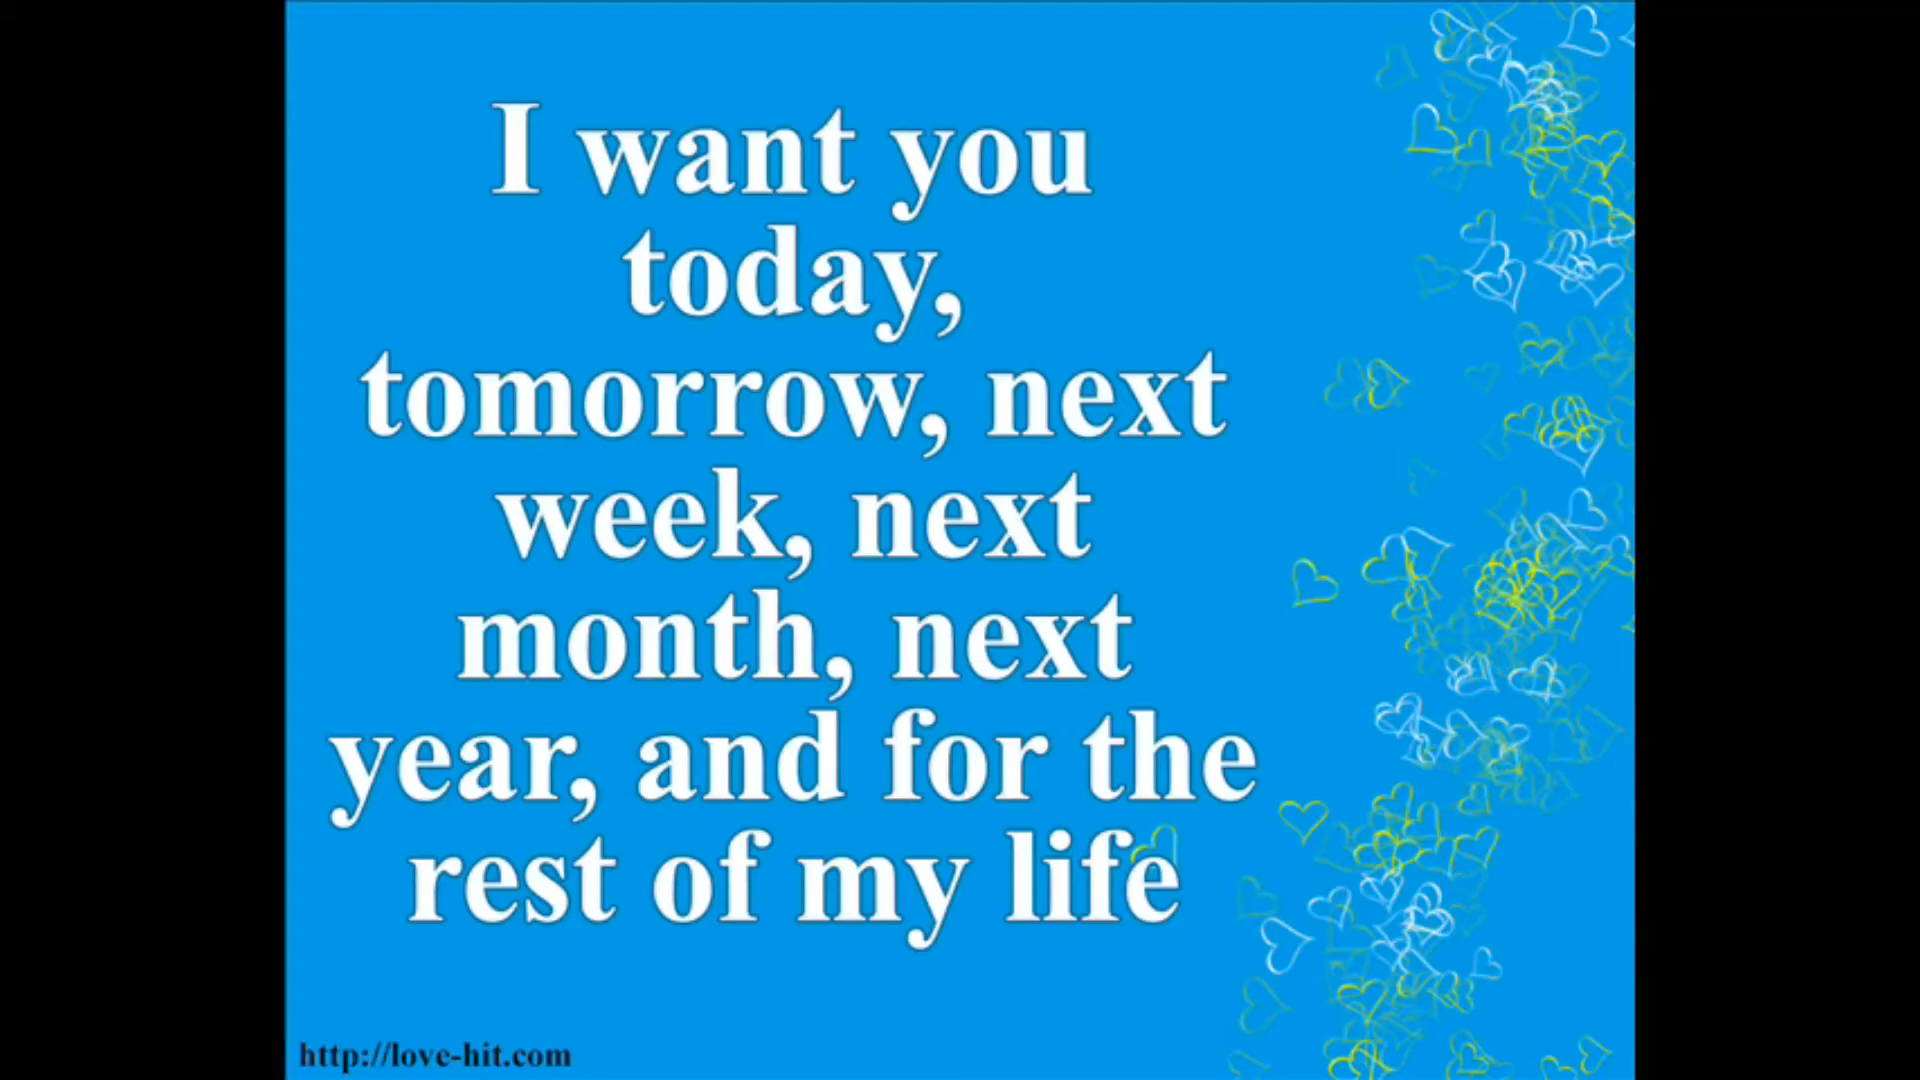 I want you
today,
tomorrow, next
week, next
month, next
year, and for the
rest of my life
http://love-hit.com